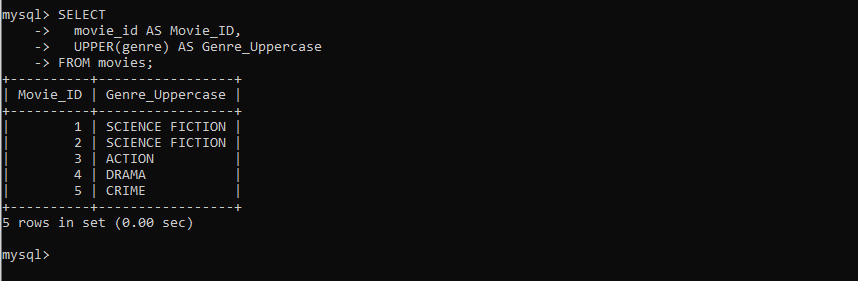 mysql> SELECT
    ->   movie_id AS Movie_ID,
    ->   UPPER(genre) AS Genre_Uppercase
    -> FROM movies;
+----------+-----------------+
| Movie_ID | Genre_Uppercase |
+----------+-----------------+
|        1 | SCIENCE FICTION |
|        2 | SCIENCE FICTION |
|        3 | ACTION          |
|        4 | DRAMA           |
|        5 | CRIME           |
+----------+-----------------+
5 rows in set (0.00 sec)
mysql>